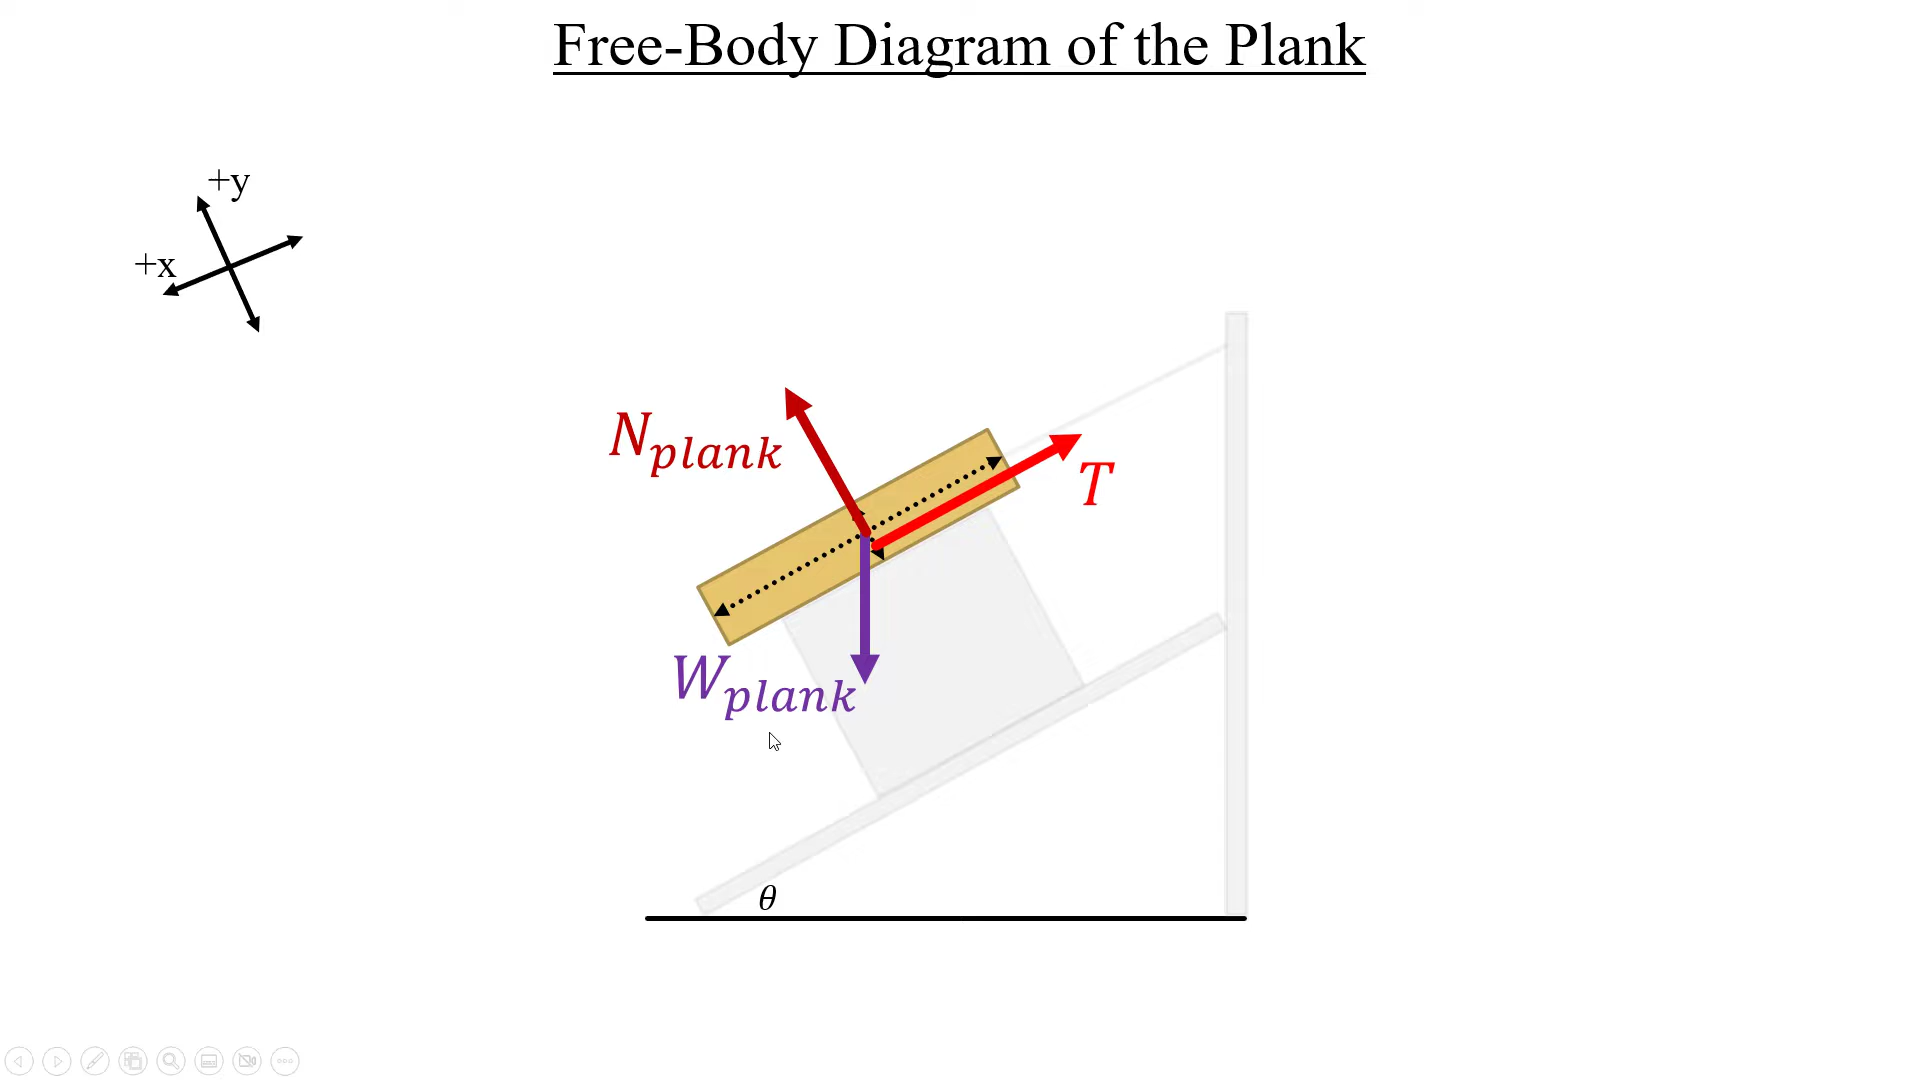 Free-Body Diagram of the Plank
+y
+x
N_plank
T
W_plank
θ